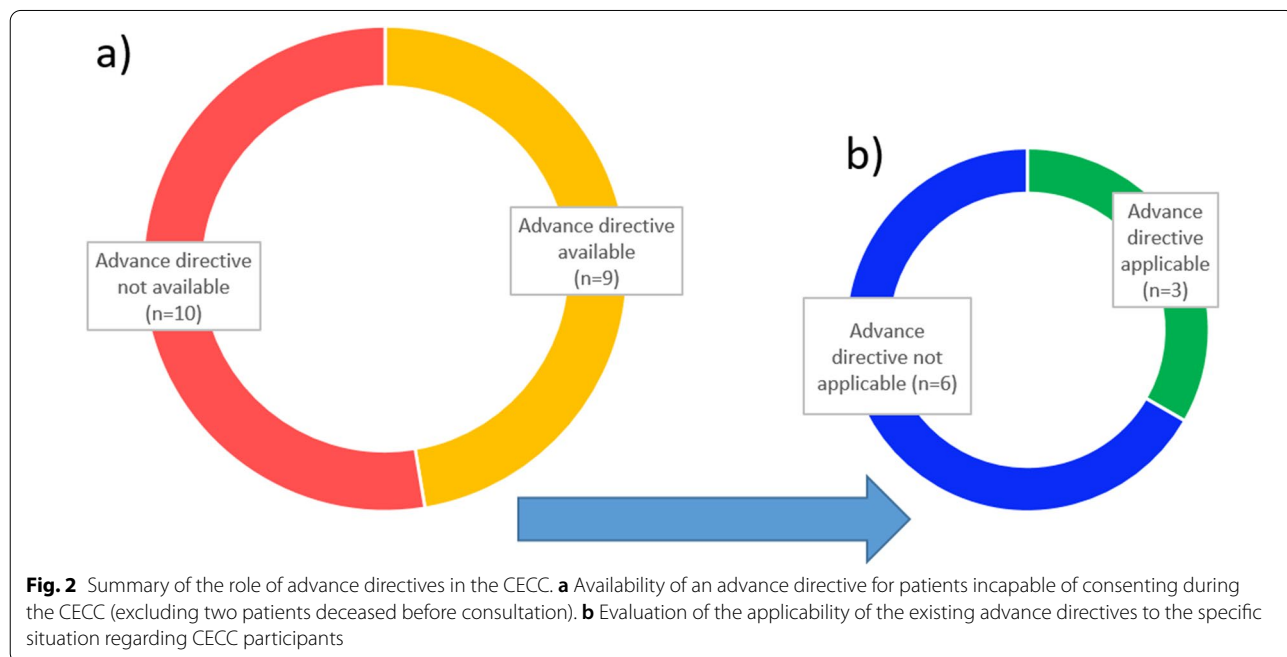 a)
Advance directive
not available
(n=10)
Advance directive
available
(n=9)
b)
Advance
directive
applicable
(n=3)
Advance
directive not
applicable (n=6)
Fig. 2 Summary of the role of advance directives in the CECC. a Availability of an advance directive for patients incapable of consenting during
the CECC (excluding two patients deceased before consultation). b Evaluation of the applicability of the existing advance directives to the specific
situation regarding CECC participants